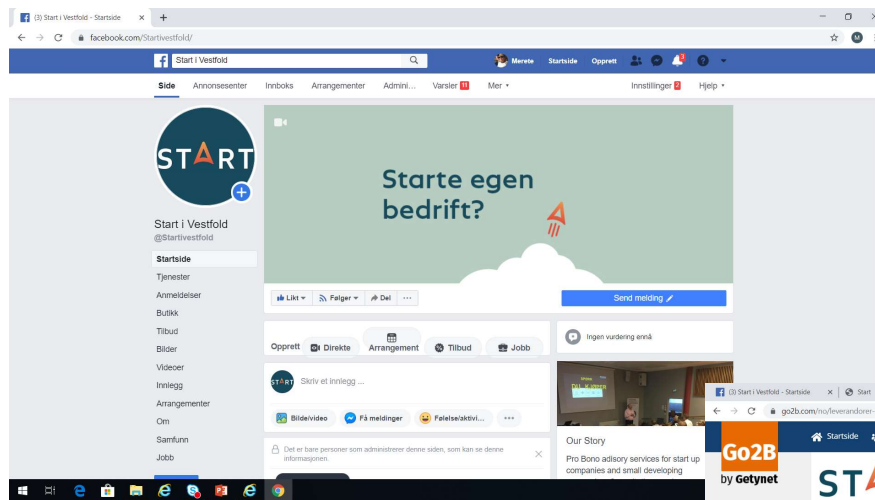 (3) Start i Vestfold - Startside
facebook.com/Startivestfold/
M
Start i Vestfold
Merete Startside Opprett
Side Annonsesenter Innboks Arrangementer Admini... Varsler 11 Mer Innstillinger 2 Hjelp
START
Starte egen
bedrift?
Start i Vestfold
@Startivestfold
Startside
Tjenester
Anmeldelser
Butikk
Tilbud
Bilder
Videoer
Innlegg
Arrangementer
Om
Samfunn
Jobb
Likt Følger Del ...
Send melding
Opprett Direkte Arrangement Tilbud Jobb
START Skriv et innlegg ...
Bilde/video Få meldinger Følelse/aktivi... ...
Det er bare personer som administrerer denne siden, som kan se denne
informasjonen.
Ingen vurdering ennå
Our Story
Pro Bono adisory services for start up
companies and small developing
(3) Start i Vestfold - Startside
Start
go2b.com/no/leverandorer-
Go2B
by Getynet
Startside
STA